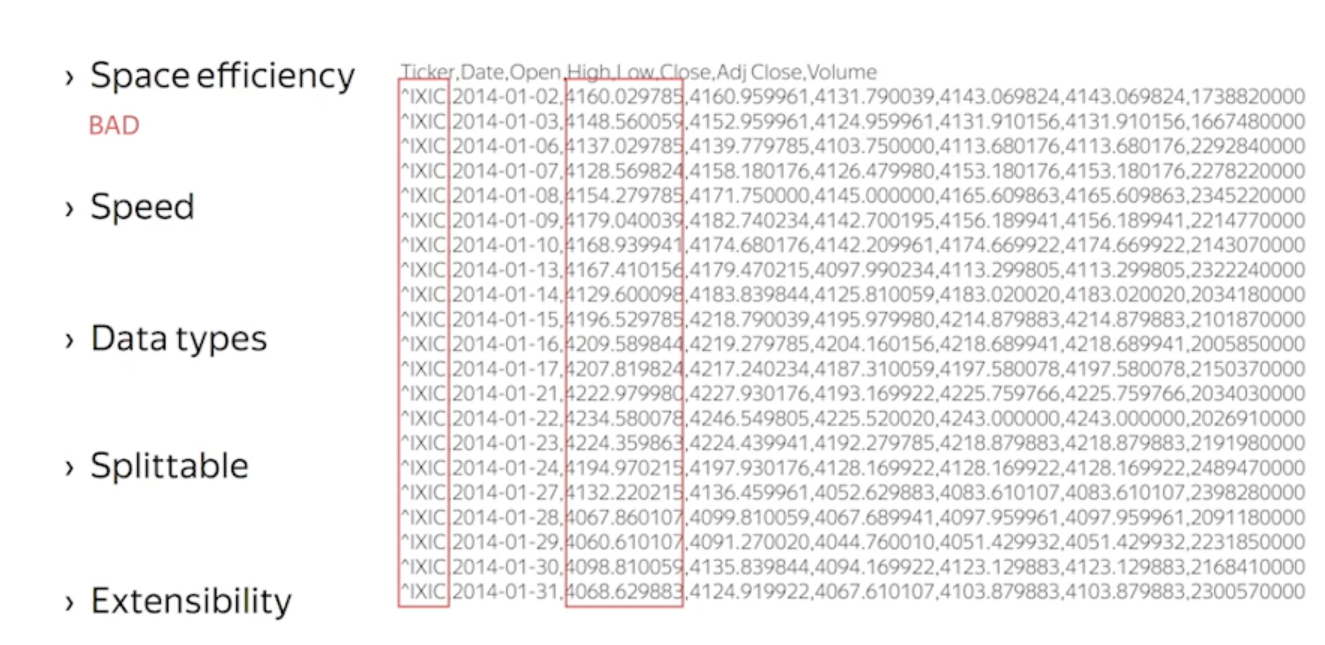 › Space efficiency
BAD
› Speed
› Data types
› Splittable
› Extensibility
Ticker,Date,Open,High,Low,Close,Adj Close,Volume
^IXIC,2014-01-02,4160.029785,4160.959961,4131.790039,4143.069824,4143.069824,1738820000
^IXIC,2014-01-03,4148.560059,4152.959961,4124.959961,4131.910156,4131.910156,1667480000
^IXIC,2014-01-06,4137.029785,4139.779785,4103.750000,4113.680176,4113.680176,2292840000
^IXIC,2014-01-07,4128.569824,4158.180176,4126.479980,4153.180176,4153.180176,2278220000
^IXIC,2014-01-08,4154.279785,4171.750000,4145.000000,4165.609863,4165.609863,2345220000
^IXIC,2014-01-09,4179.040039,4182.740234,4142.700195,4156.189941,4156.189941,2214770000
^IXIC,2014-01-10,4168.939941,4174.680176,4142.209961,4174.669922,4174.669922,2143070000
^IXIC,2014-01-13,4167.410156,4179.470215,4097.990234,4113.299805,4113.299805,2322240000
^IXIC,2014-01-14,4129.600098,4183.839844,4125.810059,4183.020020,4183.020020,2034180000
^IXIC,2014-01-15,4196.529785,4218.790039,4195.979980,4214.879883,4214.879883,2101870000
^IXIC,2014-01-16,4209.589844,4219.279785,4204.160156,4218.689941,4218.689941,2005850000
^IXIC,2014-01-17,4207.819824,4217.240234,4187.310059,4197.580078,4197.580078,2150370000
^IXIC,2014-01-21,4222.979980,4227.930176,4193.169922,4225.759766,4225.759766,2034030000
^IXIC,2014-01-22,4234.580078,4246.549805,4225.520020,4243.000000,4243.000000,2026910000
^IXIC,2014-01-23,4224.359863,4224.439941,4192.279785,4218.879883,4218.879883,2191980000
^IXIC,2014-01-24,4194.970215,4197.930176,4128.169922,4128.169922,4128.169922,2489470000
^IXIC,2014-01-27,4132.220215,4136.459961,4052.629883,4083.610107,4083.610107,2398280000
^IXIC,2014-01-28,4067.860107,4099.810059,4067.689941,4097.959961,4097.959961,2091180000
^IXIC,2014-01-29,4060.610107,4091.270020,4044.760010,4051.429932,4051.429932,2231850000
^IXIC,2014-01-30,4098.810059,4135.839844,4094.169922,4123.129883,4123.129883,2168410000
^IXIC,2014-01-31,4068.629883,4124.919922,4067.610107,4103.879883,4103.879883,2300570000